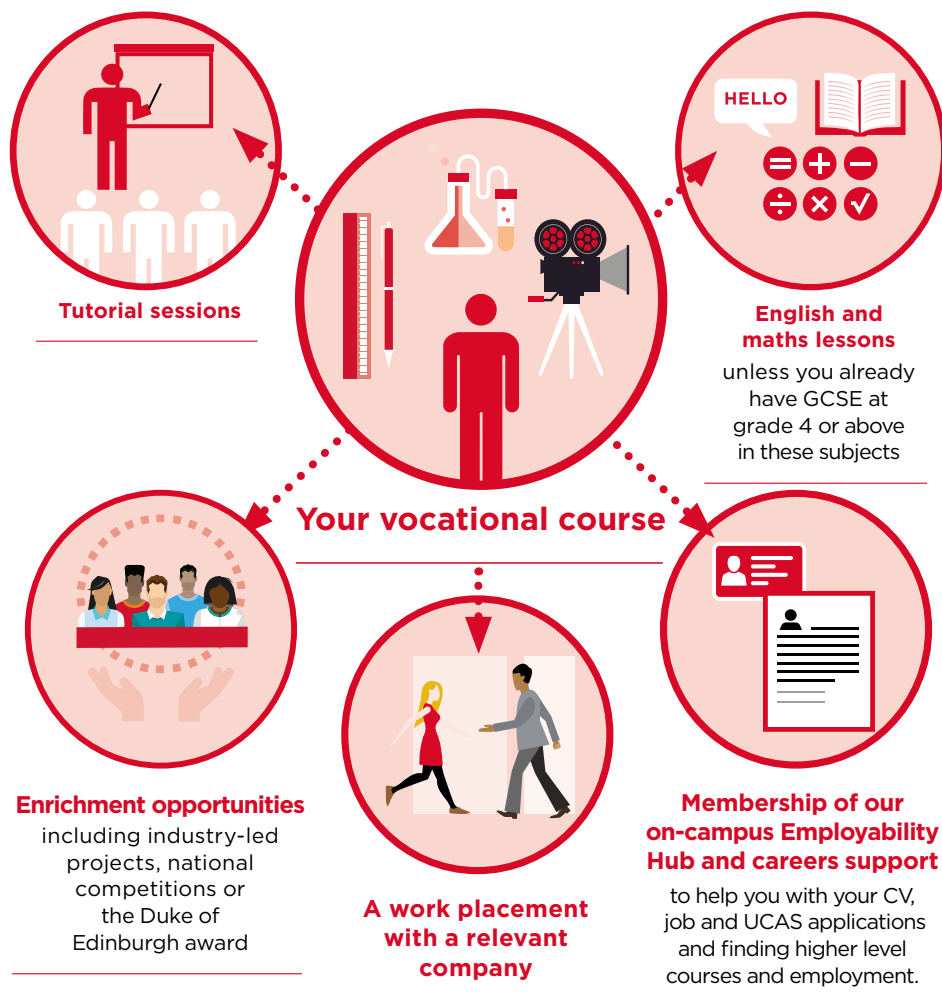 HELLO
Tutorial sessions
English and
maths lessons
unless you already
have GCSE at
grade 4 or above
in these subjects
Your vocational course
Enrichment opportunities
including industry-led
projects, national
competitions or
the Duke of
Edinburgh award
A work placement
with a relevant
company
Membership of our
on-campus Employability
Hub and careers support
to help you with your CV,
job and UCAS applications
and finding higher level
courses and employment.